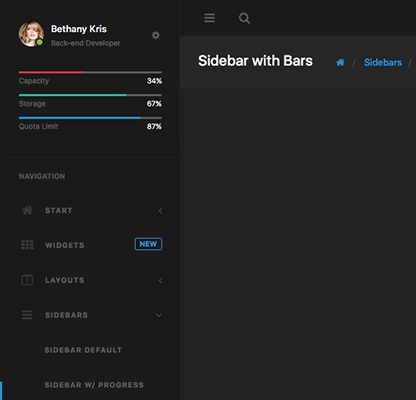 Bethany Kris
Back-end Developer
Capacity 34%
Storage 67%
Quota Limit 87%
NAVIGATION
START
WIDGETS NEW
LAYOUTS
SIDEBARS
SIDEBAR DEFAULT
SIDEBAR W/ PROGRESS
Sidebar with Bars / Sidebars /